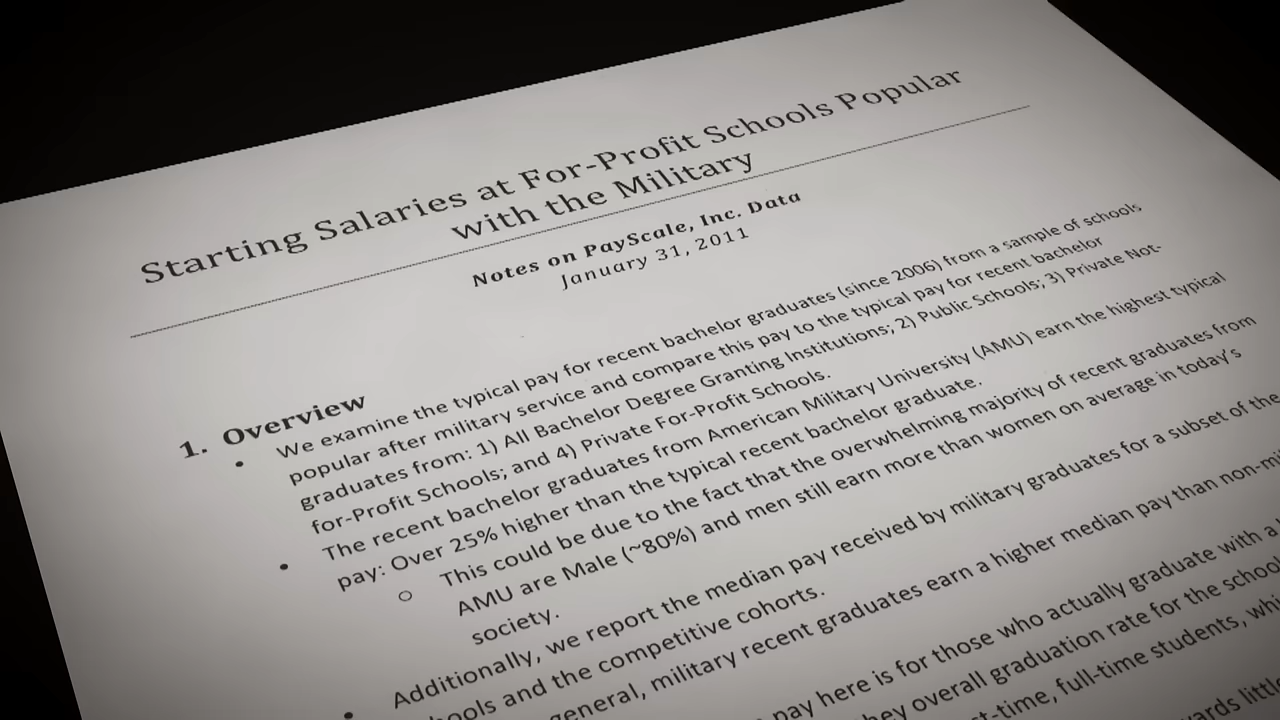 Starting Salaries at For-Profit Schools Popular
with the Military
Notes on PayScale, Inc. Data
January 31, 2011
1. Overview
• We examine the typical pay for recent bachelor graduates (since 2006) from a sample of schools
popular after military service and compare this pay to the typical pay for recent bachelor
graduates from: 1) All Bachelor Degree Granting Institutions; 2) Public Schools; 3) Private Not-
for-Profit Schools; and 4) Private For-Profit Schools.
• The recent bachelor graduates from American Military University (AMU) earn the highest typical
pay: Over 25% higher than the typical recent bachelor graduate.
○ This could be due to the fact that the overwhelming majority of recent graduates from
AMU are Male (~80%) and men still earn more than women on average in today's
society.
• Additionally, we report the median pay received by military graduates for a subset of the
hools and the competitive cohorts.
general, military recent graduates earn a higher median pay than non-mil
pay here is for those who actually graduate with a
hey overall graduation rate for the school
st-time, full-time students, whi
wards little